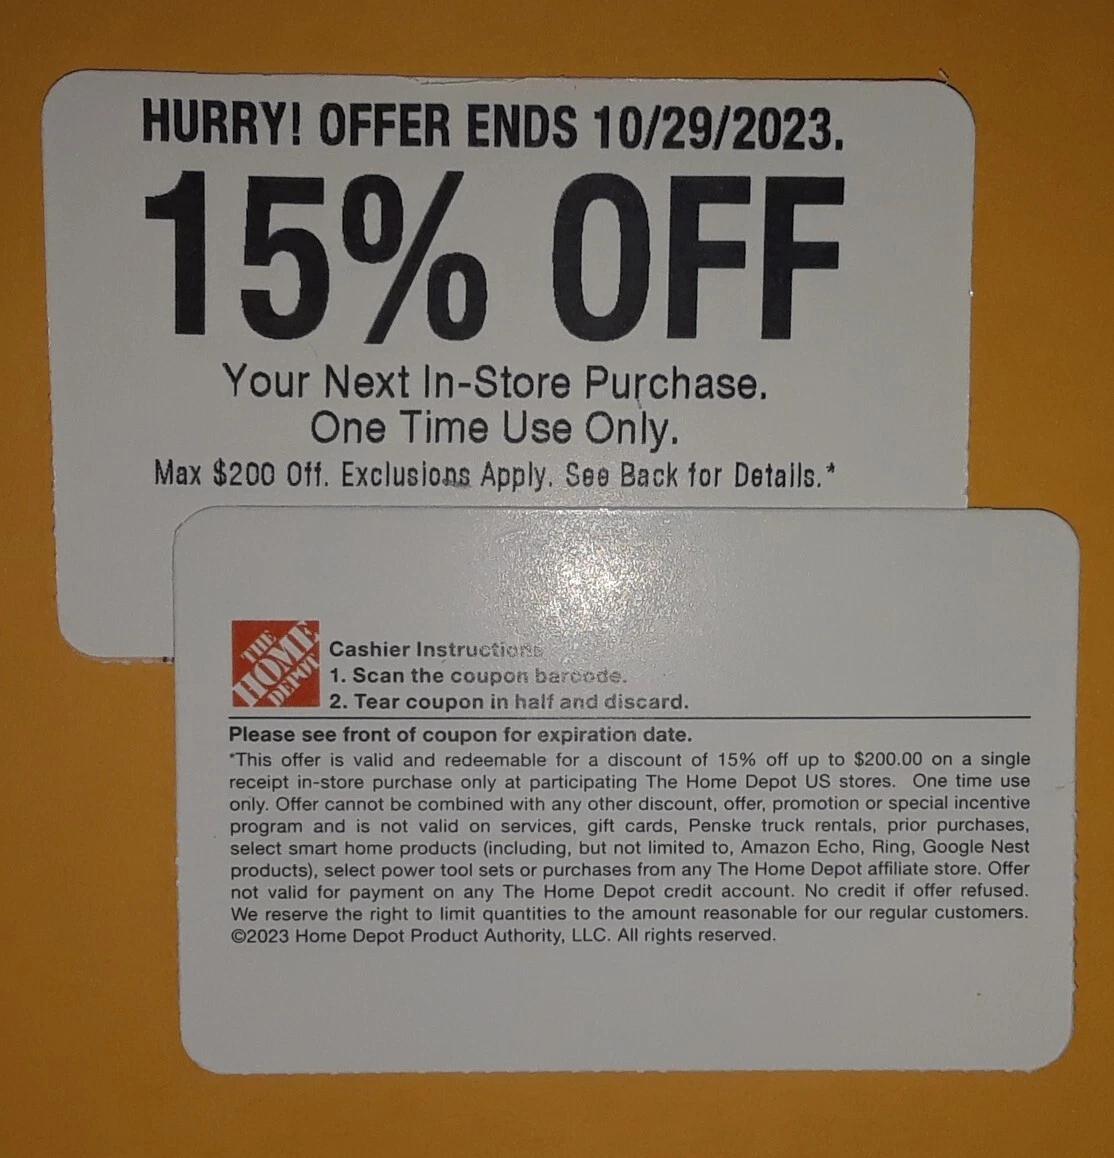 HURRY! OFFER ENDS 10/29/2023.
15% OFF
Your Next In-Store Purchase.
One Time Use Only.
Max $200 Off. Exclusions Apply. See Back for Details.*
THE
HOME
DEPOT
Cashier Instructions
1. Scan the coupon barcode.
2. Tear coupon in half and discard.
Please see front of coupon for expiration date.
*This offer is valid and redeemable for a discount of 15% off up to $200.00 on a single
receipt in-store purchase only at participating The Home Depot US stores. One time use
only. Offer cannot be combined with any other discount, offer, promotion or special incentive
program and is not valid on services, gift cards, Penske truck rentals, prior purchases,
select smart home products (including, but not limited to, Amazon Echo, Ring, Google Nest
products), select power tool sets or purchases from any The Home Depot affiliate store. Offer
not valid for payment on any The Home Depot credit account. No credit if offer refused.
We reserve the right to limit quantities to the amount reasonable for our regular customers.
©2023 Home Depot Product Authority, LLC. All rights reserved.